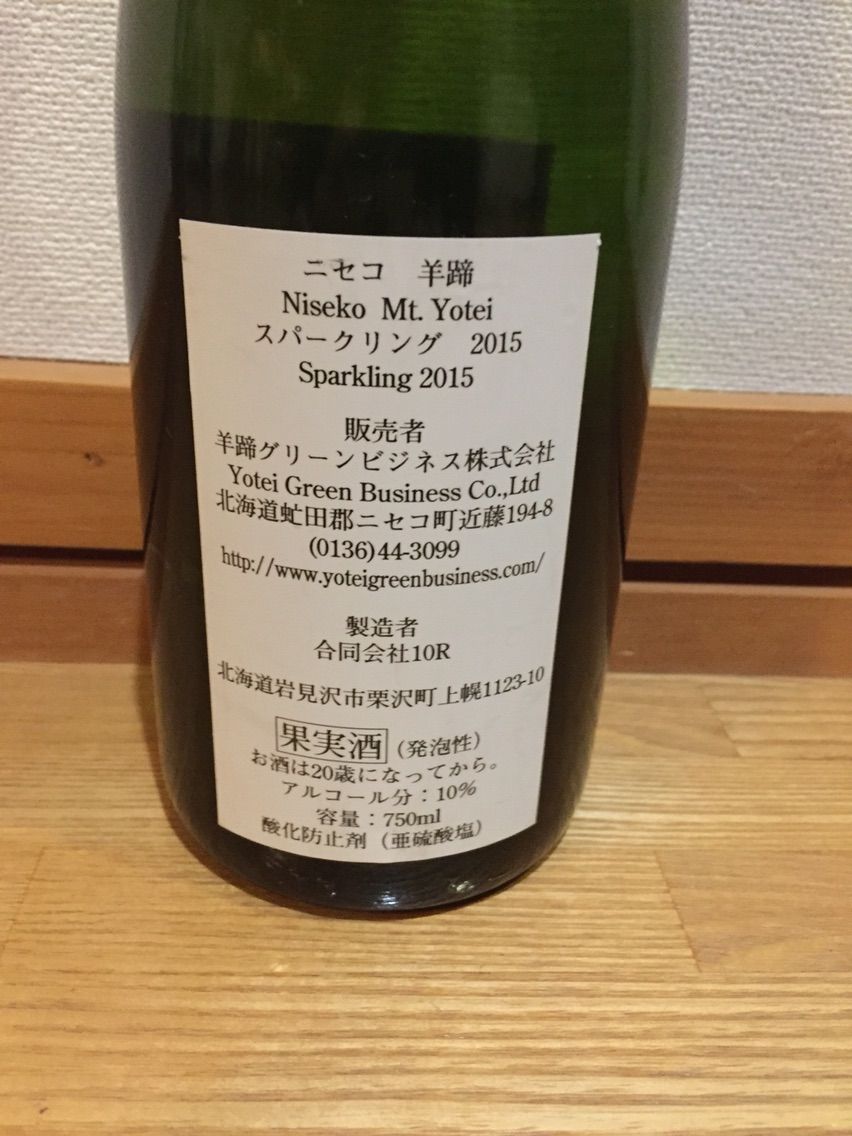 ニセコ　羊蹄
Niseko Mt. Yotei
スパークリング　2015
Sparkling 2015
販売者
羊蹄グリーンビジネス株式会社
Yotei Green Business Co.,Ltd
北海道虻田郡ニセコ町近藤194-8
(0136)44-3099
http://www.yoteigreenbusiness.com/
製造者
合同会社10R
北海道岩見沢市栗沢町上幌1123-10
果実酒（発泡性）
お酒は20歳になってから。
アルコール分：10%
容量：750ml
酸化防止剤（亜硫酸塩）